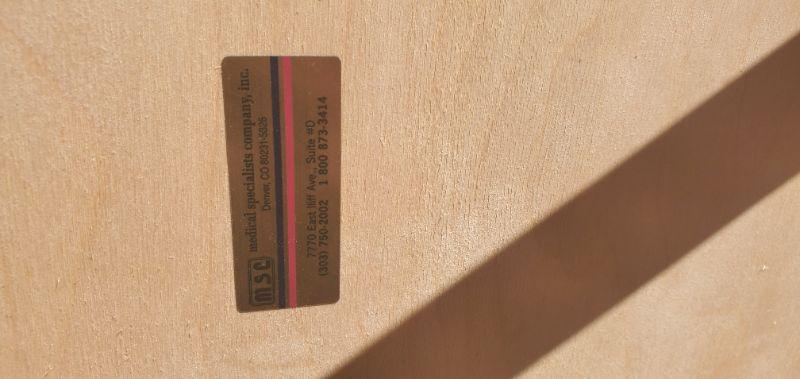 msc medical specialists company, inc.
Denver, CO 80231-5326
7770 East Iliff Ave., Suite #D
(303) 750-2002 1 800 873-3414